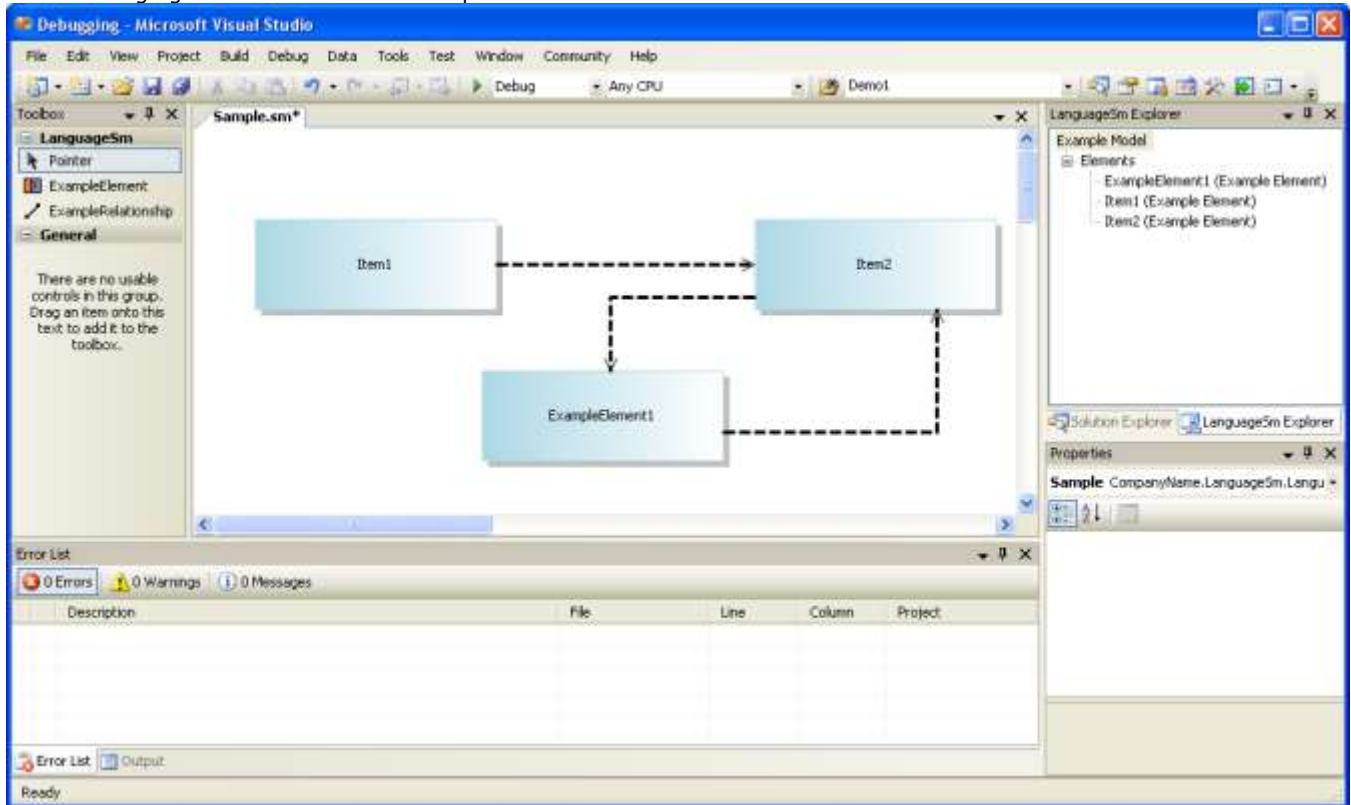 Debugging - Microsoft Visual Studio
File Edit View Project Build Debug Data Tools Test Window Community Help
Debug Any CPU Demo1
Toolbox
LanguageSm
Pointer
ExampleElement
ExampleRelationship
General
There are no usable
controls in this group.
Drag an item onto this
text to add it to the
toolbox.
Sample.sm*
Item1
Item2
ExampleElement1
LanguageSm Explorer
Example Model
Elements
ExampleElement1 (Example Element)
Item1 (Example Element)
Item2 (Example Element)
Solution Explorer LanguageSm Explorer
Properties
Sample CompanyName.LanguageSm.Langu
Error List
0 Errors 0 Warnings 0 Messages
Description File Line Column Project
Error List Output
Ready